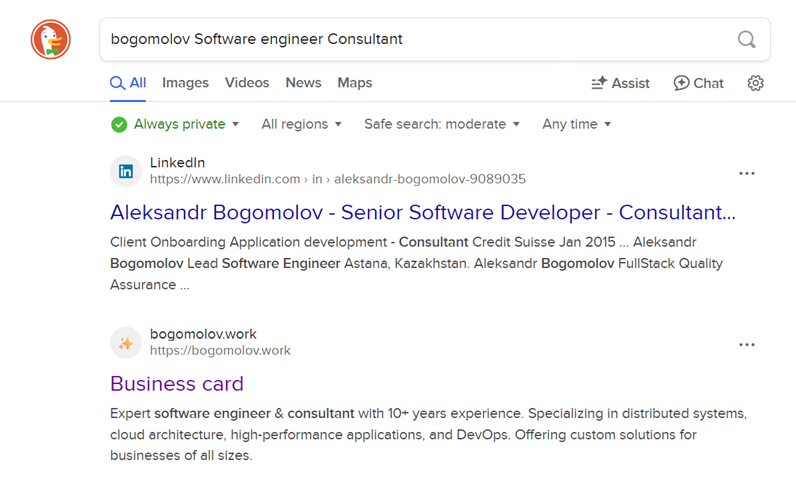 bogomolov Software engineer Consultant
All Images Videos News Maps Assist Chat
Always private All regions Safe search: moderate Any time
LinkedIn
https://www.linkedin.com › in › aleksandr-bogomolov-9089035
Aleksandr Bogomolov - Senior Software Developer - Consultant...
Client Onboarding Application development - Consultant Credit Suisse Jan 2015 ... Aleksandr
Bogomolov Lead Software Engineer Astana, Kazakhstan. Aleksandr Bogomolov FullStack Quality
Assurance ...
bogomolov.work
https://bogomolov.work
Business card
Expert software engineer & consultant with 10+ years experience. Specializing in distributed systems,
cloud architecture, high-performance applications, and DevOps. Offering custom solutions for
businesses of all sizes.